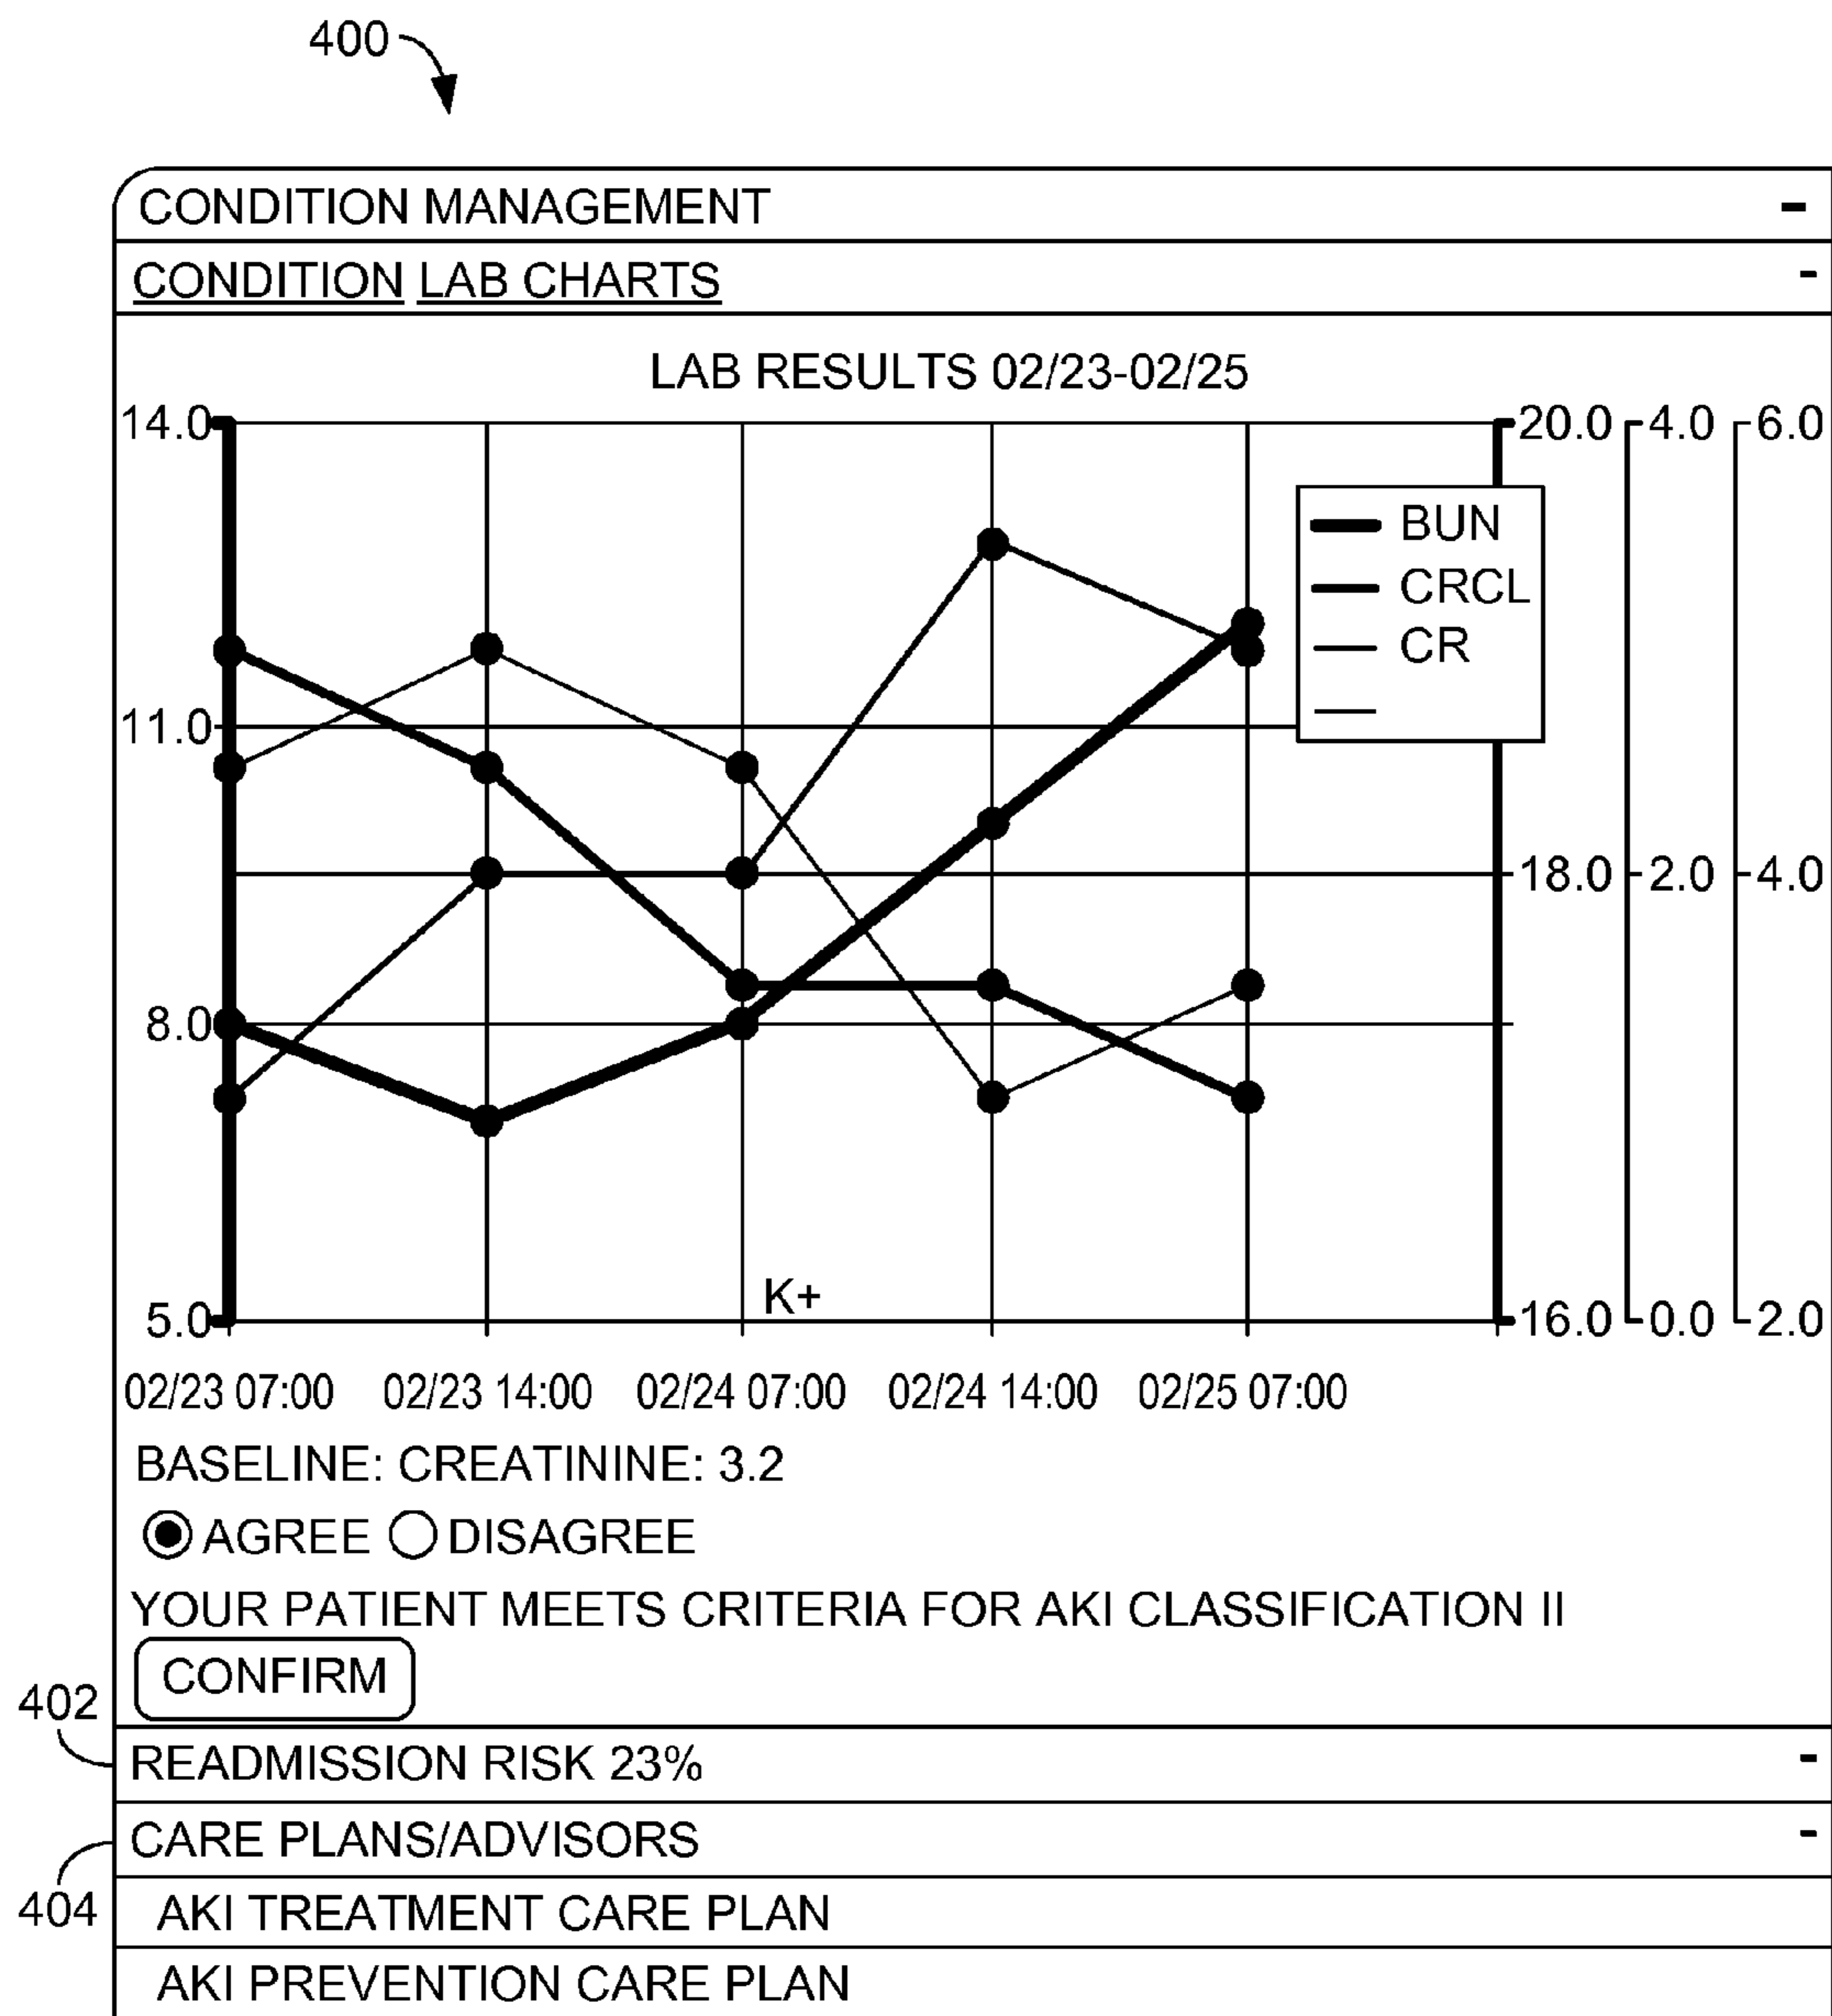 400
CONDITION MANAGEMENT -
CONDITION LAB CHARTS -
LAB RESULTS 02/23-02/25
14.0 20.0 4.0 6.0
BUN
CRCL
CR
11.0
18.0 2.0 4.0
8.0
K+
5.0 16.0 0.0 2.0
02/23 07:00 02/23 14:00 02/24 07:00 02/24 14:00 02/25 07:00
BASELINE: CREATININE: 3.2
AGREE DISAGREE
YOUR PATIENT MEETS CRITERIA FOR AKI CLASSIFICATION II
CONFIRM
402
READMISSION RISK 23% -
CARE PLANS/ADVISORS -
404
AKI TREATMENT CARE PLAN
AKI PREVENTION CARE PLAN